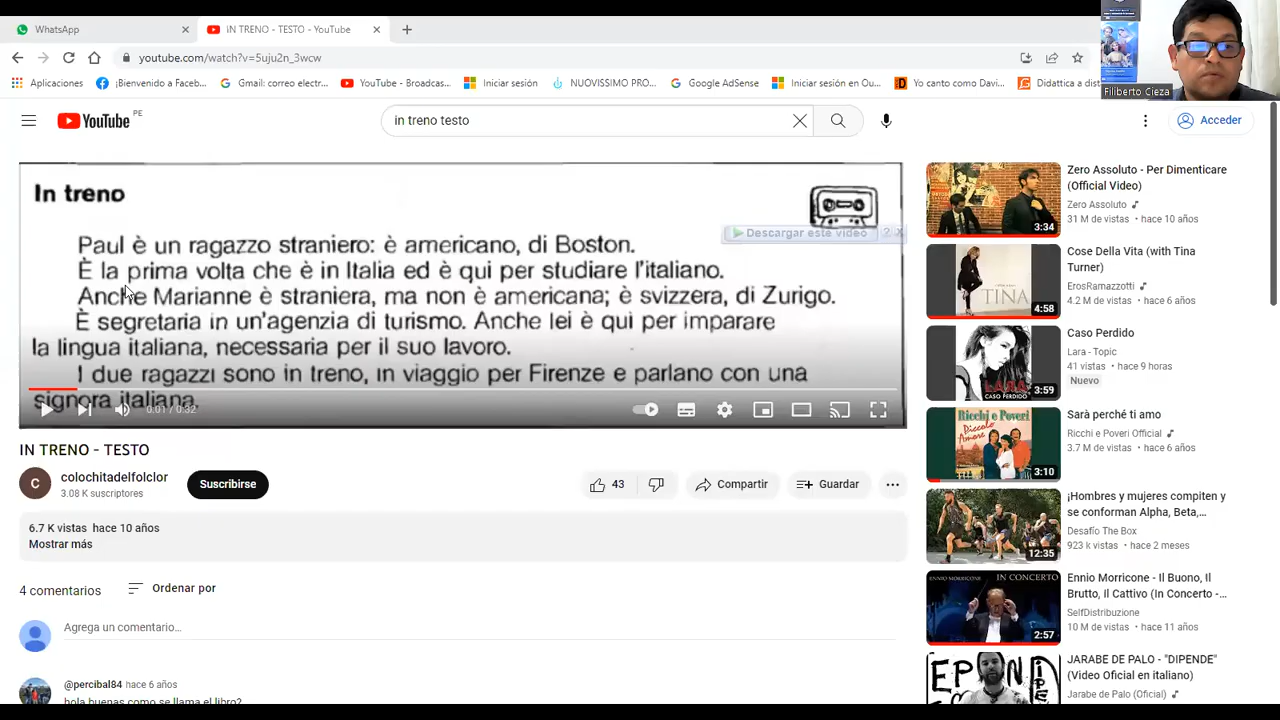 WhatsApp
IN TRENO - TESTO - YouTube
youtube.com/watch?v=5uju2n_3wcw
Aplicaciones
¡Bienvenido a Faceb...
Gmail: correo electr...
YouTube
Iniciar sesión
NUOVISSIMO PRO...
Google AdSense
Iniciar sesión en Ou...
Yo canto como Davi...
Didattica a dist
Filiberto Cieza
YouTube PE
in treno testo
Acceder
In treno
Descargar este video ? X
Paul è un ragazzo straniero: è americano, di Boston.
È la prima volta che è in Italia ed è qui per studiare l'italiano.
Anche Marianne è straniera, ma non è americana; è svizzera, di Zurigo.
È segretaria in un'agenzia di turismo. Anche lei è qui per imparare
la lingua italiana, necessaria per il suo lavoro.
I due ragazzi sono in treno, in viaggio per Firenze e parlano con una
signora italiana.
0:01 / 0:32
IN TRENO - TESTO
C
colochitadelfolclor
3.08 K suscriptores
Suscribirse
43
Compartir
Guardar
6.7 K vistas hace 10 años
Mostrar más
4 comentarios
Ordenar por
Agrega un comentario...
@percibal84 hace 6 años
hola buenas como se llama el libro?
3:34
Zero Assoluto - Per Dimenticare
(Official Video)
Zero Assoluto
31 M de vistas • hace 10 años
TINA
4:58
Cose Della Vita (with Tina
Turner)
ErosRamazzotti
4.2 M de vistas • hace 6 años
LARA
CASO PERDIDO
3:59
Caso Perdido
Lara - Topic
41 vistas • hace 9 horas
Nuevo
Ricchi e Poveri
Piccolo
Amore
3:10
Sarà perché ti amo
Ricchi e Poveri Official
3.7 M de vistas • hace 6 años
12:35
¡Hombres y mujeres compiten y
se conforman Alpha, Beta,...
Desafío The Box
923 k vistas • hace 2 meses
ENNIO MORRICONE - IN CONCERTO
2:57
Ennio Morricone - Il Buono, Il
Brutto, Il Cattivo (In Concerto -...
SelfDistribuzione
10 M de vistas • hace 11 años
JARABE DE PALO - "DIPENDE"
(Video Oficial en italiano)
Jarabe de Palo (Oficial)